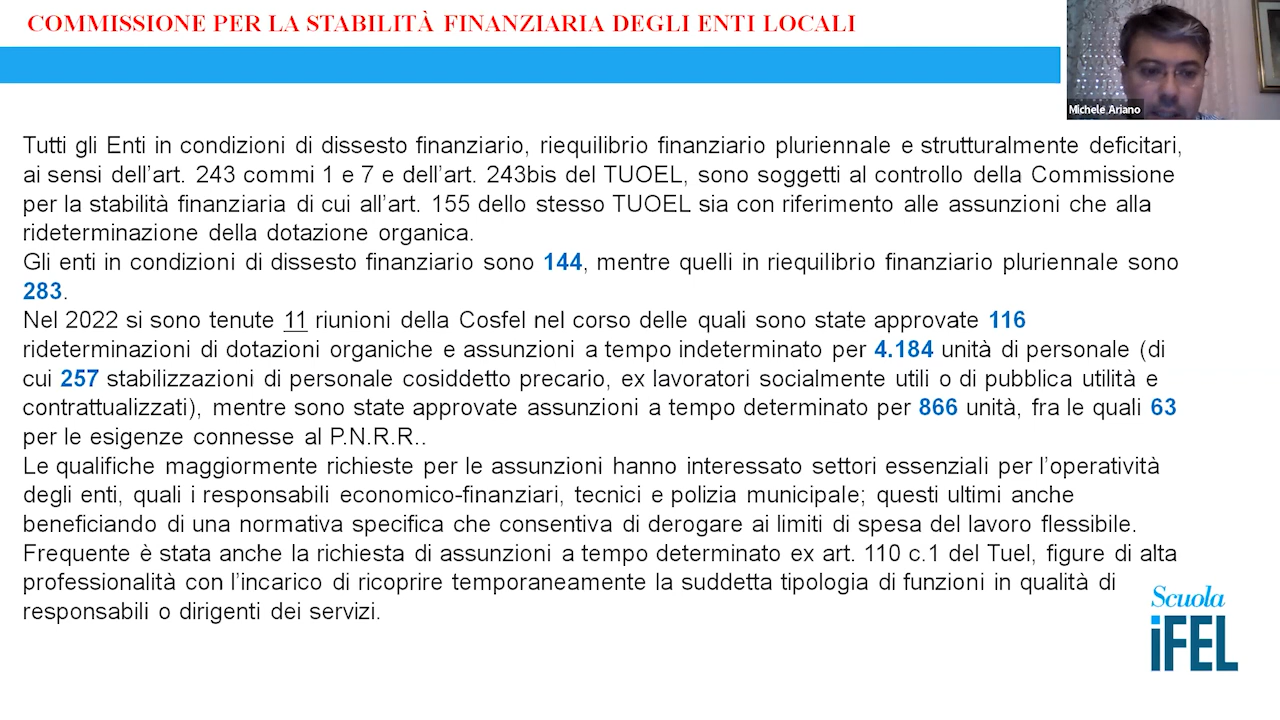 COMMISSIONE PER LA STABILITÀ FINANZIARIA DEGLI ENTI LOCALI
Michele Ariano
Tutti gli Enti in condizioni di dissesto finanziario, riequilibrio finanziario pluriennale e strutturalmente deficitari,
ai sensi dell’art. 243 commi 1 e 7 e dell’art. 243bis del TUOEL, sono soggetti al controllo della Commissione
per la stabilità finanziaria di cui all’art. 155 dello stesso TUOEL sia con riferimento alle assunzioni che alla
rideterminazione della dotazione organica.
Gli enti in condizioni di dissesto finanziario sono 144, mentre quelli in riequilibrio finanziario pluriennale sono
283.
Nel 2022 si sono tenute 11 riunioni della Cosfel nel corso delle quali sono state approvate 116
rideterminazioni di dotazioni organiche e assunzioni a tempo indeterminato per 4.184 unità di personale (di
cui 257 stabilizzazioni di personale cosiddetto precario, ex lavoratori socialmente utili o di pubblica utilità e
contrattualizzati), mentre sono state approvate assunzioni a tempo determinato per 866 unità, fra le quali 63
per le esigenze connesse al P.N.R.R..
Le qualifiche maggiormente richieste per le assunzioni hanno interessato settori essenziali per l’operatività
degli enti, quali i responsabili economico-finanziari, tecnici e polizia municipale; questi ultimi anche
beneficiando di una normativa specifica che consentiva di derogare ai limiti di spesa del lavoro flessibile.
Frequente è stata anche la richiesta di assunzioni a tempo determinato ex art. 110 c.1 del Tuel, figure di alta
professionalità con l’incarico di ricoprire temporaneamente la suddetta tipologia di funzioni in qualità di
responsabili o dirigenti dei servizi.
Scuola
iFEL